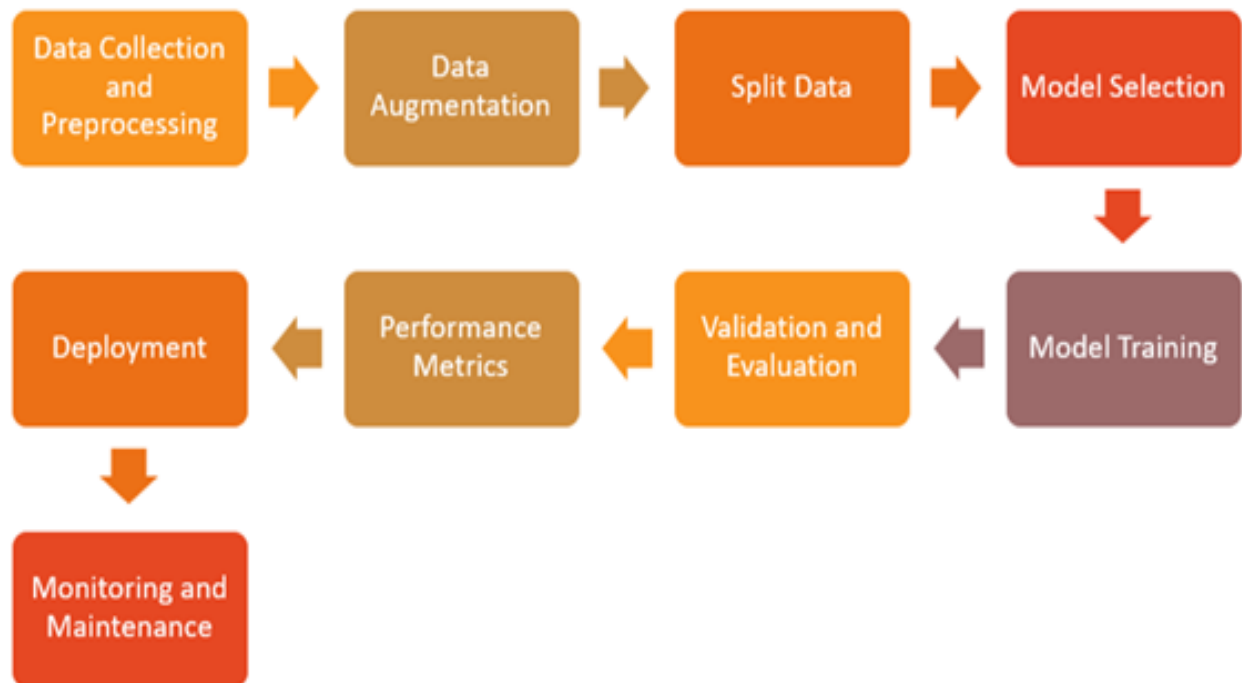 Data Collection
and
Preprocessing
Data
Augmentation
Split Data
Model Selection
Model Training
Validation and
Evaluation
Performance
Metrics
Deployment
Monitoring and
Maintenance